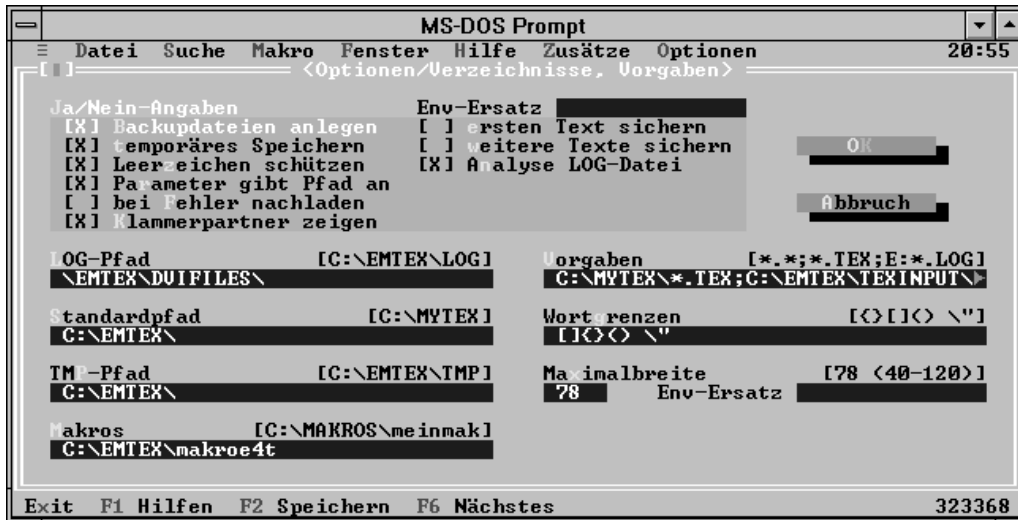 MS-DOS Prompt
≡ Datei Suche Makro Fenster Hilfe Zusätze Optionen 20:55
[■] <Optionen/Verzeichnisse, Vorgaben>
Ja/Nein-Angaben Env-Ersatz
[X] Backupdateien anlegen [ ] ersten Text sichern
[X] temporäres Speichern [ ] weitere Texte sichern
[X] Leerzeichen schützen [X] Analyse LOG-Datei
OK
[X] Parameter gibt Pfad an
[ ] bei Fehler nachladen
Abbruch
[X] Klammerpartner zeigen
LOG-Pfad [C:\EMTEX\LOG] Vorgaben [*.*;*.TEX;E:*.LOG]
\EMTEX\DVIFILES\ C:\MYTEX\*.TEX;C:\EMTEX\TEXINPUT\►
Standardpfad [C:\MYTEX] Wortgrenzen [{}[]() \"]
C:\EMTEX\ []{}() \"
TMP-Pfad [C:\EMTEX\TMP] Maximalbreite [78 (40-120)]
C:\EMTEX\ 78 Env-Ersatz
Makros [C:\MAKROS\meinmak]
C:\EMTEX\makroe4t
Exit F1 Hilfen F2 Speichern F6 Nächstes 323368